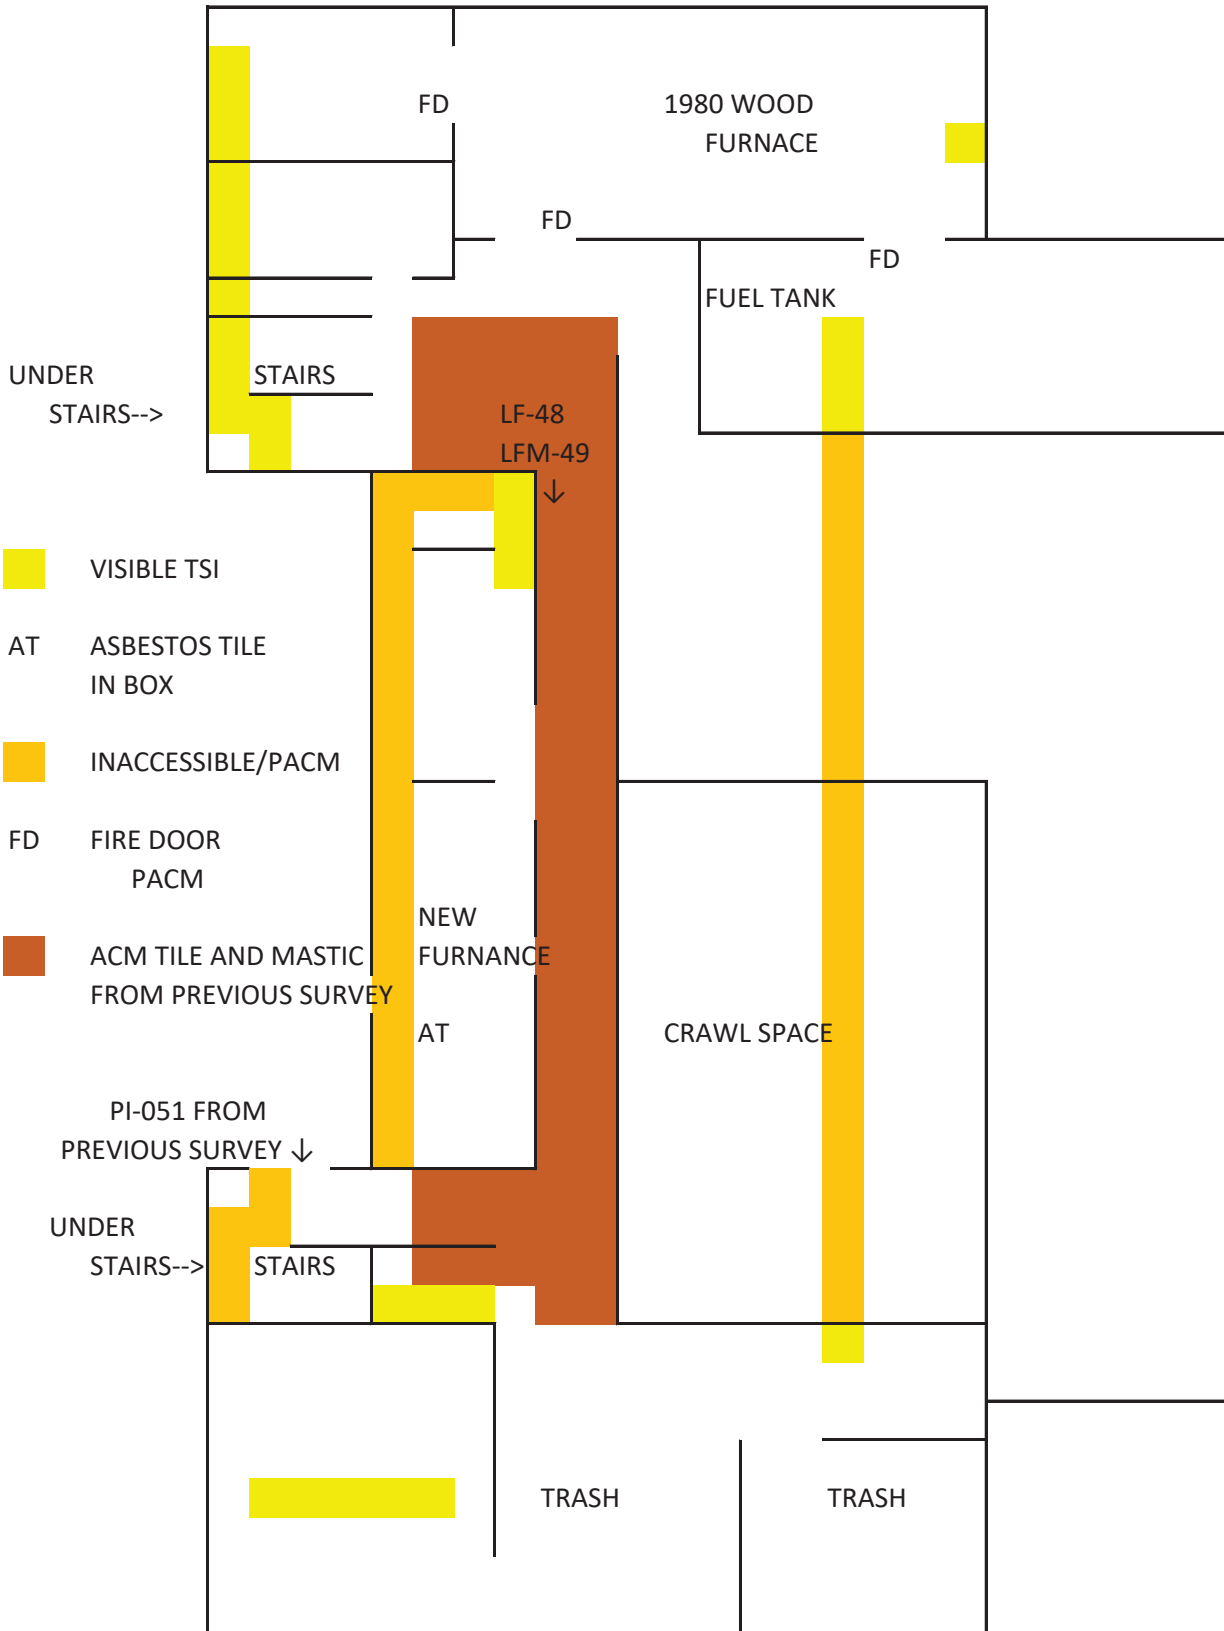 FD
1980 WOOD
FURNACE
FD
FD
FUEL TANK
UNDER
STAIRS-->
STAIRS
LF-48
LFM-49
↓
VISIBLE TSI
AT ASBESTOS TILE
IN BOX
INACCESSIBLE/PACM
FD FIRE DOOR
PACM
ACM TILE AND MASTIC
FROM PREVIOUS SURVEY
NEW
FURNANCE
AT
CRAWL SPACE
PI-051 FROM
PREVIOUS SURVEY ↓
UNDER
STAIRS-->
STAIRS
TRASH
TRASH